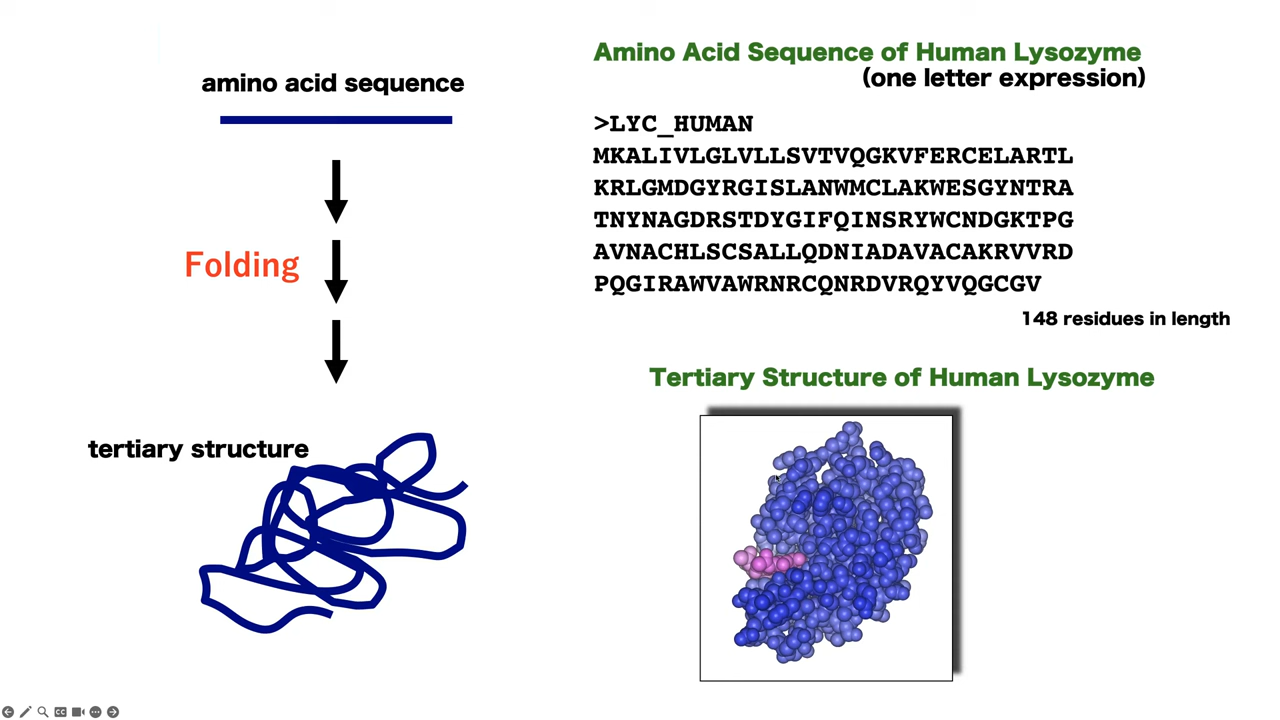 amino acid sequence
Folding
tertiary structure
Amino Acid Sequence of Human Lysozyme
(one letter expression)
>LYC_HUMAN
MKALIVLGLVLLSVTVQGKVFERCELARTL
KRLGMDGYRGISLANWMCLAKWESGYNTRA
TNYNAGDRSTDYGIFQINSRYWCNDGKTPG
AVNACHLSCSALLQDNIADAVACAKRVVRD
PQGIRAWVAWRNRCQNRDVRQYVQGCGV
148 residues in length
Tertiary Structure of Human Lysozyme